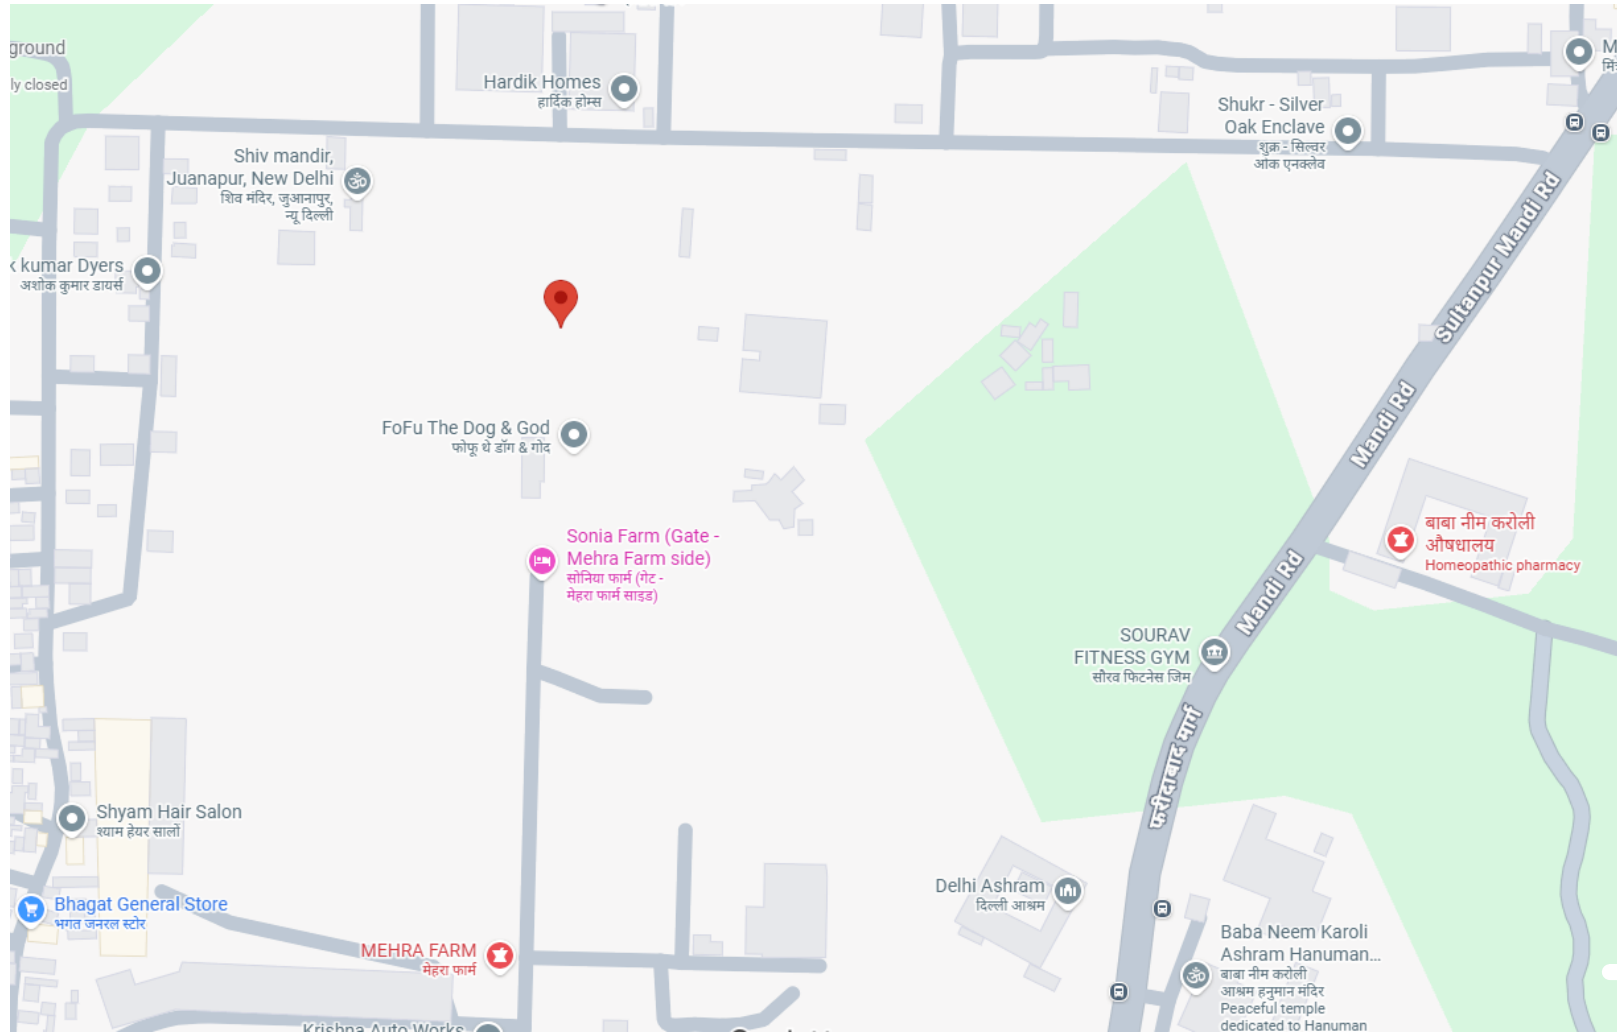 ground
ly closed
Hardik Homes
हार्दिक होम्स
M
Shukr - Silver
Oak Enclave
शुक्र - सिल्वर
ओक एनक्लेव
Shiv mandir,
Juanapur, New Delhi
शिव मंदिर, जुआनापुर,
न्यू दिल्ली
k kumar Dyers
अशोक कुमार डायर्स
Sultanpur Mandi Rd
Mandi Rd
FoFu The Dog & God
फोफू थे डॉग & गोद
Sonia Farm (Gate -
Mehra Farm side)
सोनिया फार्म (गेट -
मेहरा फार्म साइड)
बाबा नीम करोली
औषधालय
Homeopathic pharmacy
Mandi Rd
SOURAV
FITNESS GYM
सौरव फिटनेस जिम
फरीदाबाद मार्ग
Shyam Hair Salon
श्याम हेयर सालों
Bhagat General Store
भगत जनरल स्टोर
Delhi Ashram
दिल्ली आश्रम
MEHRA FARM
मेहरा फार्म
Baba Neem Karoli
Ashram Hanuman...
बाबा नीम करोली
आश्रम हनुमान मंदिर
Peaceful temple
dedicated to Hanuman
Krishna Auto Works